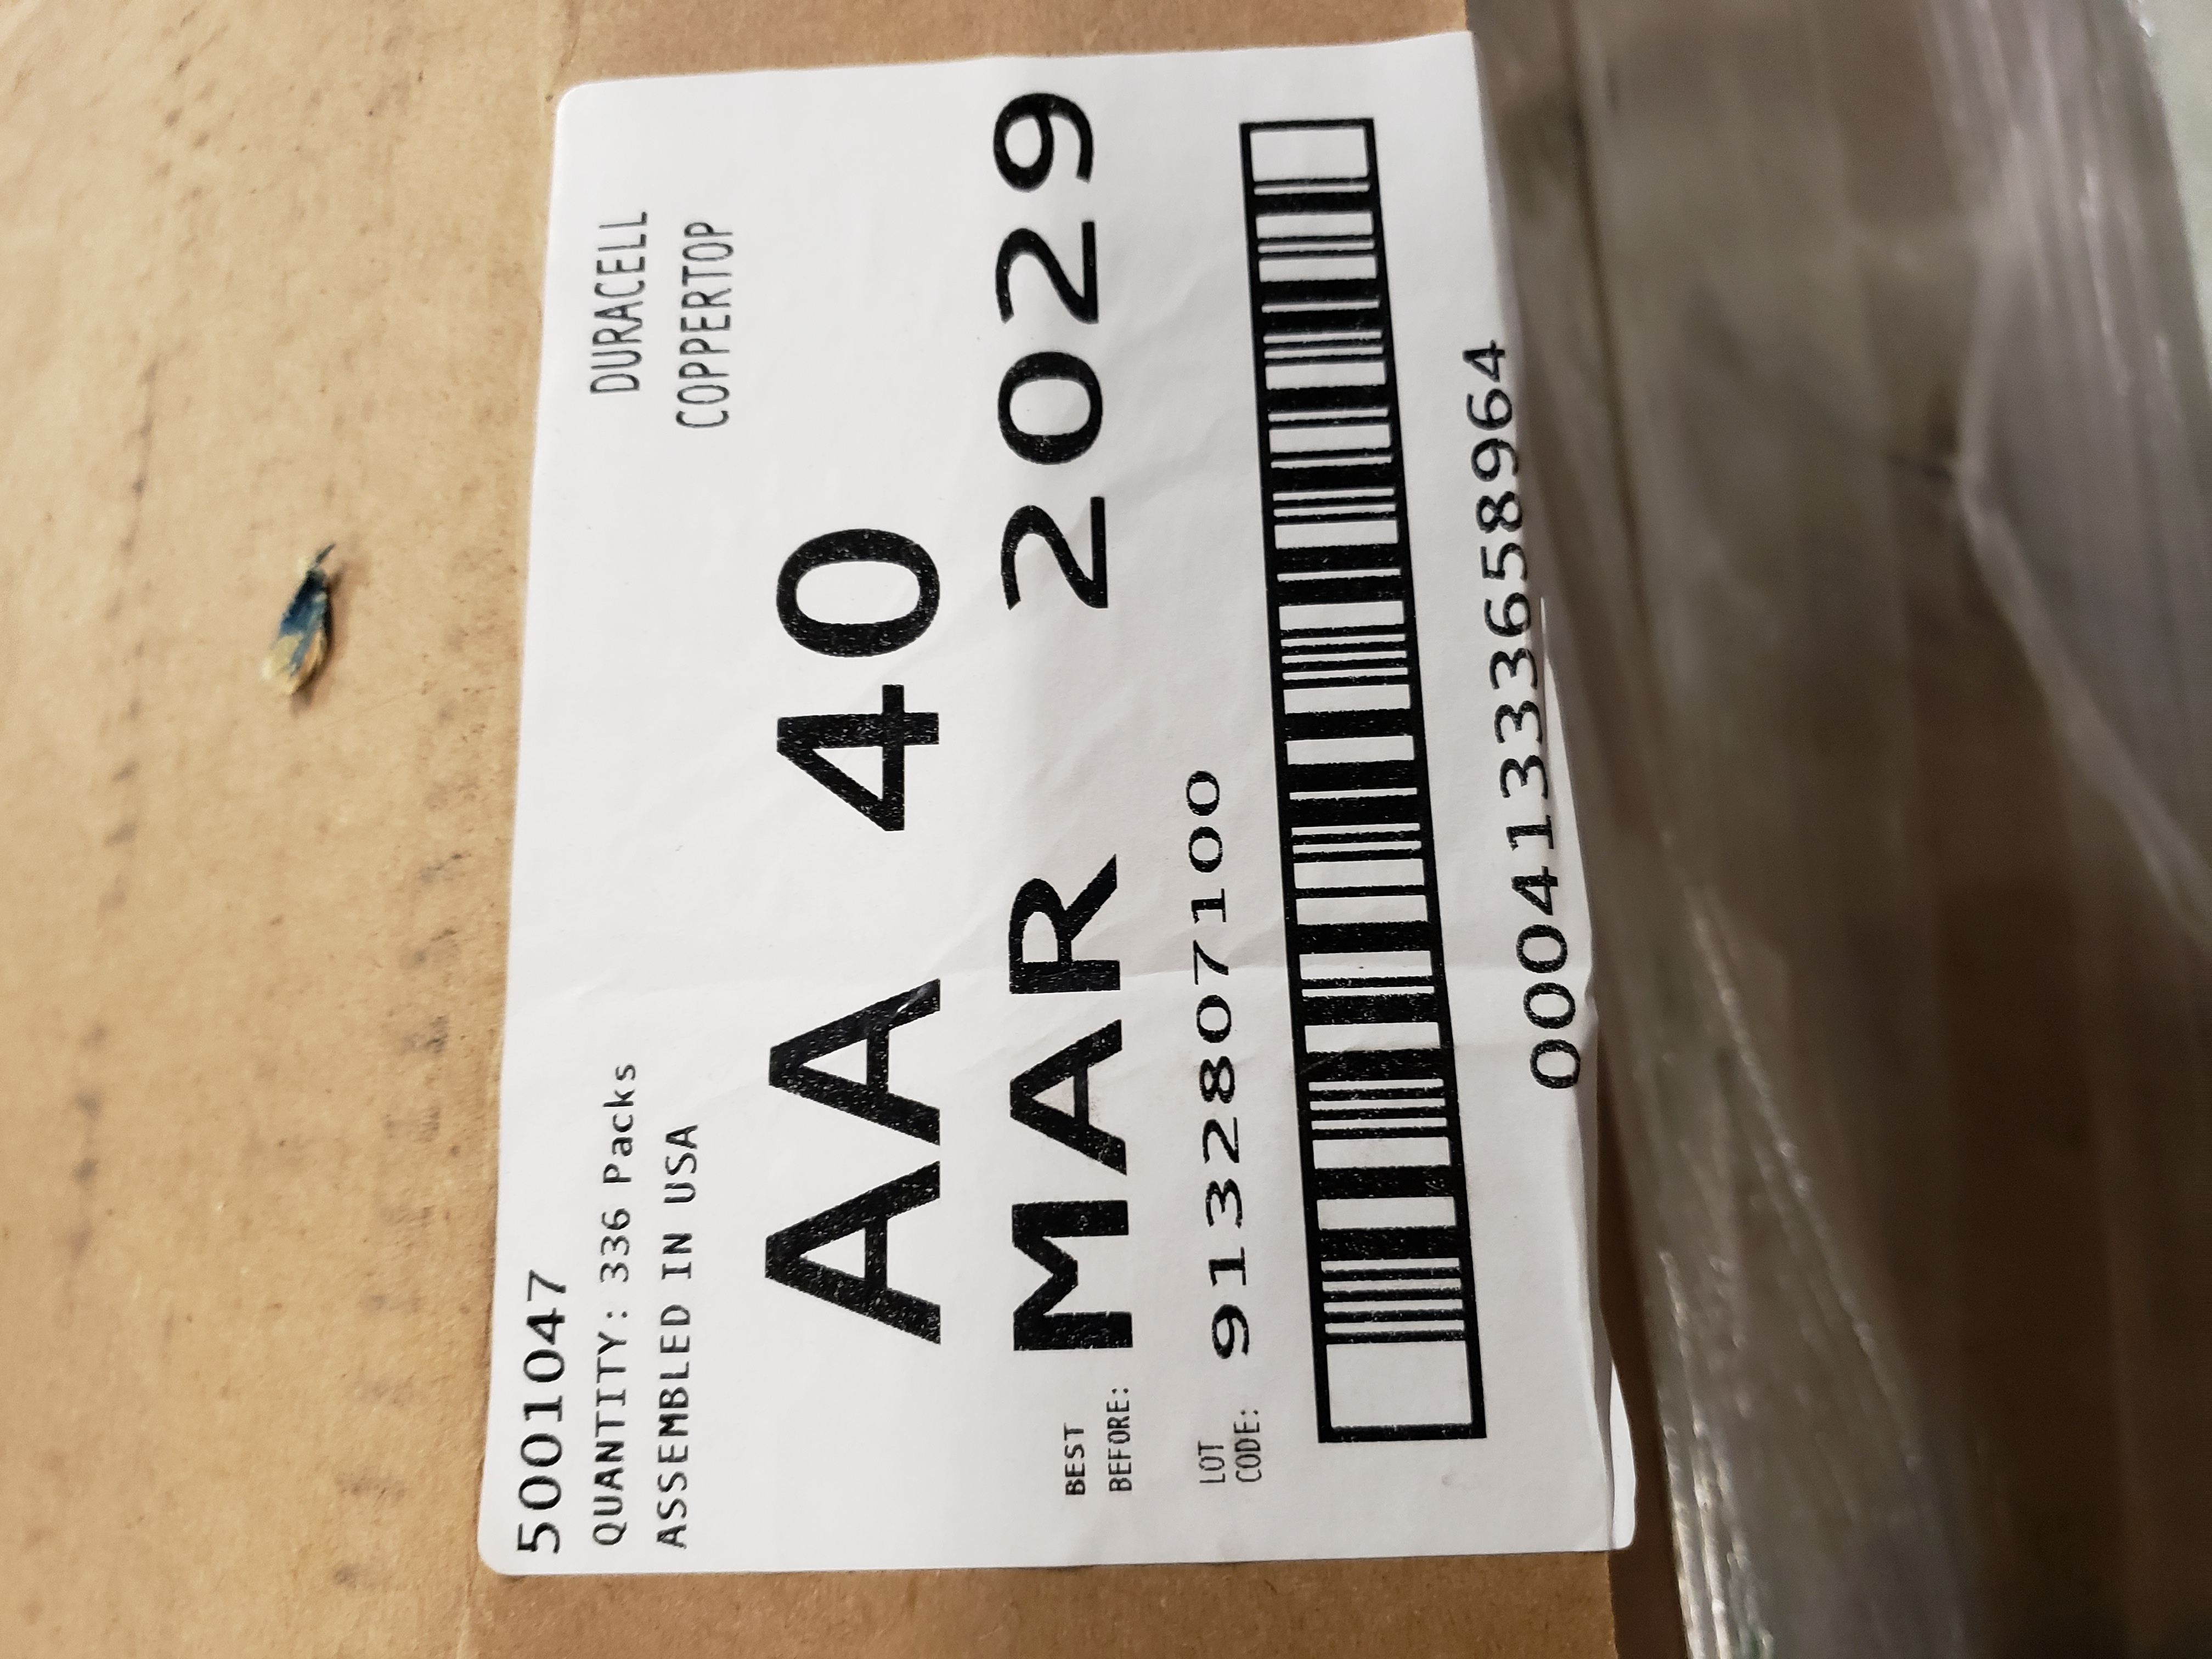 5001047
QUANTITY: 336 Packs
ASSEMBLED IN USA
DURACELL
COPPERTOP
AA 40
BEST
BEFORE:
MAR 2029
LOT
CODE:
9132807100
00041333658964